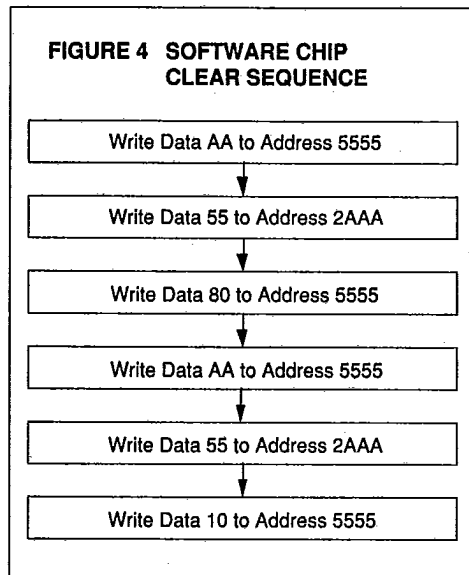 FIGURE 4 SOFTWARE CHIP
CLEAR SEQUENCE
Write Data AA to Address 5555
Write Data 55 to Address 2AAA
Write Data 80 to Address 5555
Write Data AA to Address 5555
Write Data 55 to Address 2AAA
Write Data 10 to Address 5555